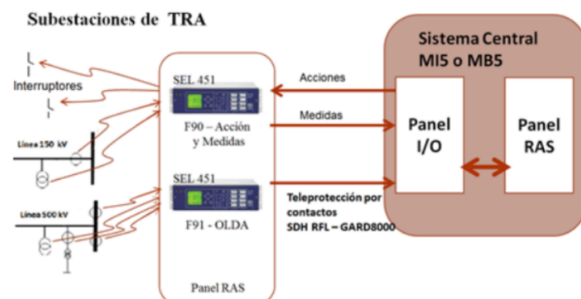 Subestaciones de TRA
Interruptores
Línea 150 kV
Línea 500 kV
SEL 451
F90 – Acción
y Medidas
SEL 451
F91 - OLDA
Panel RAS
Acciones
Medidas
Teleprotección por
contactos
SDH RFL – GARD8000
Sistema Central
MI5 o MB5
Panel
I/O
Panel
RAS